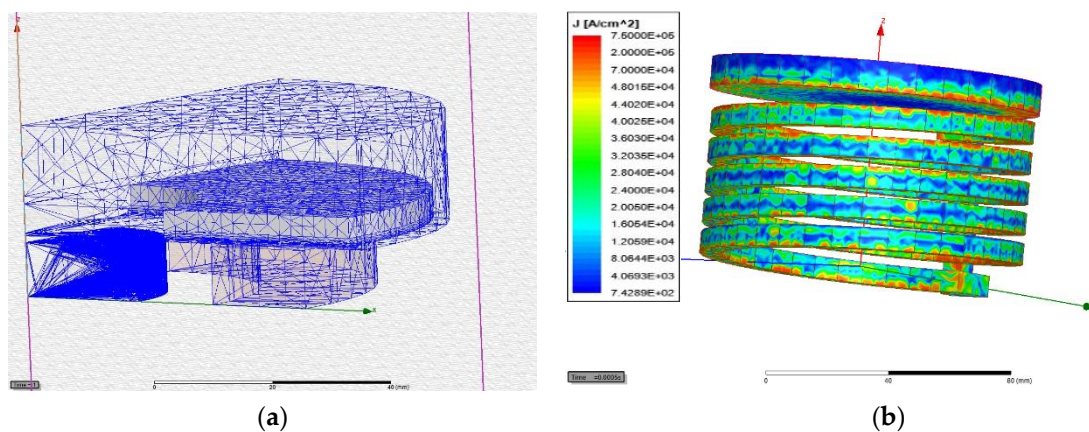 z
x
Time =-1
0
20
40 (mm)
(a)
J [A/cm^2]
7.5000E+05
2.0000E+05
7.0000E+04
4.8015E+04
4.4020E+04
4.0025E+04
3.6030E+04
3.2035E+04
2.8040E+04
2.4000E+04
2.0050E+04
1.6054E+04
1.2059E+04
8.0644E+03
4.0693E+03
7.4289E+02
z
Time =0.0005s
0
40
80 (mm)
(b)